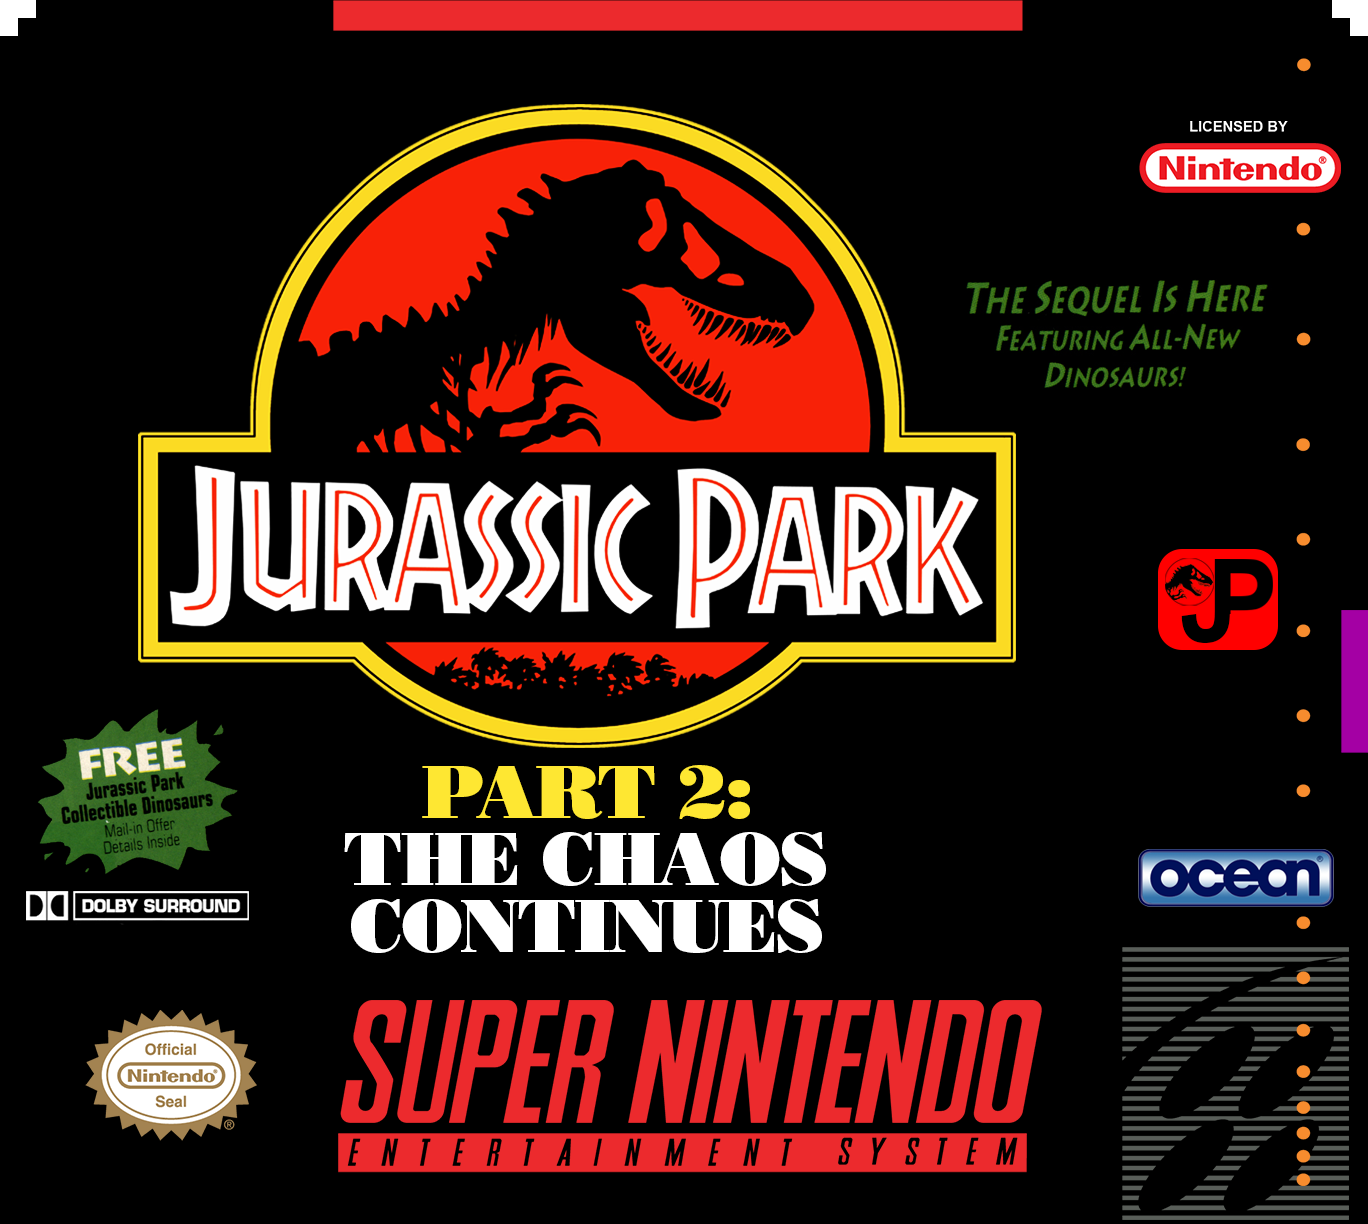 LICENSED BY
Nintendo®
THE SEQUEL IS HERE
FEATURING ALL-NEW
DINOSAURS!
JURASSIC PARK
JP
FREE
Jurassic Park
Collectible Dinosaurs
Mail-in Offer
Details Inside
PART 2:
THE CHAOS
CONTINUES
DOLBY SURROUND
ocean®
Official
Nintendo®
Seal
®
SUPER NINTENDO
ENTERTAINMENT SYSTEM